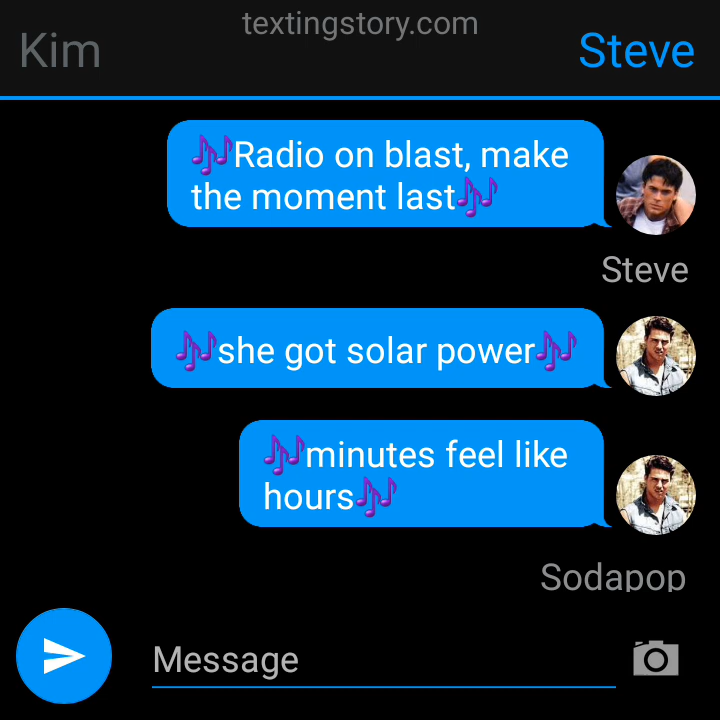 textingstory.com
Kim
Steve
🎶Radio on blast, make
the moment last🎶
Steve
🎶she got solar power🎶
🎶minutes feel like
hours🎶
Sodapop
Message